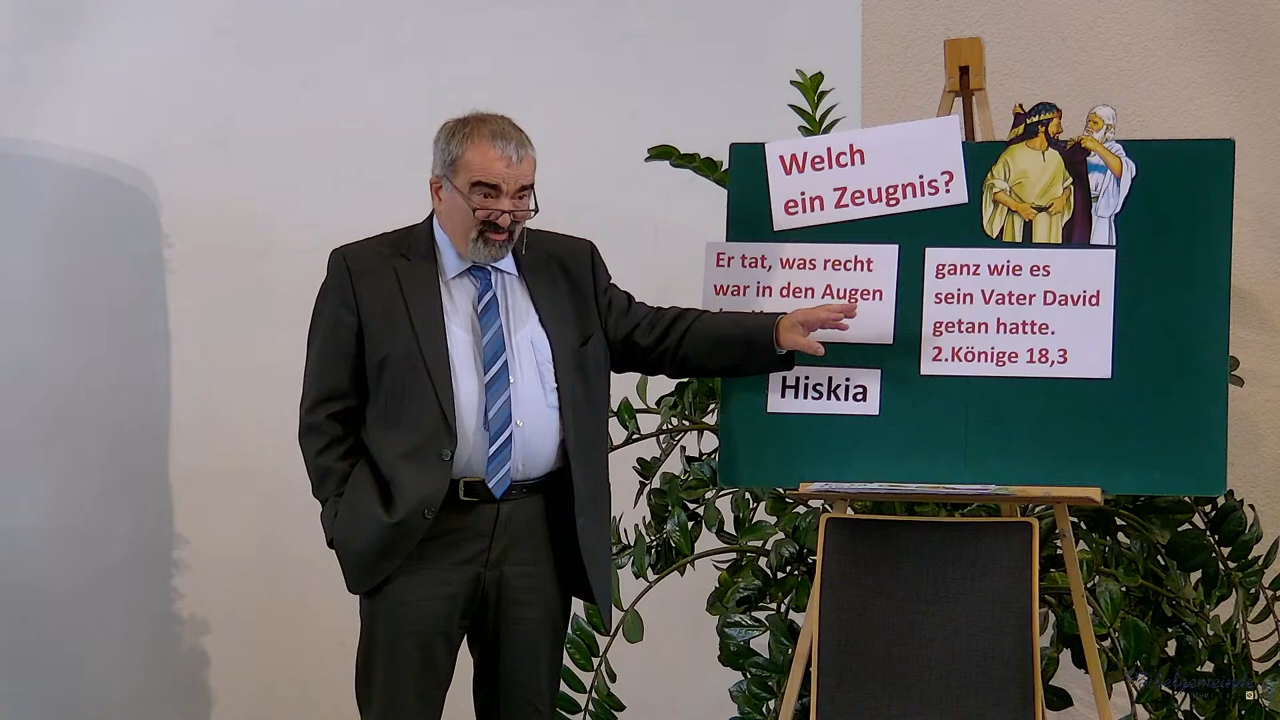 Welch
ein Zeugnis?
Er tat, was recht
war in den Augen
ganz wie es
sein Vater David
getan hatte.
2.Könige 18,3
Hiskia